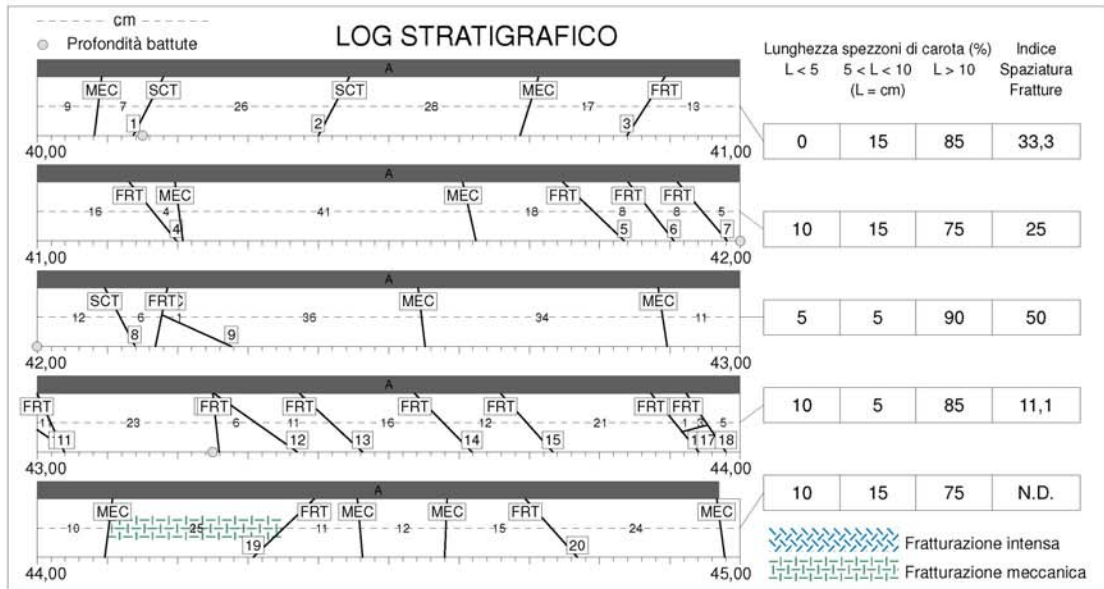 cm
Profondità battute
LOG STRATIGRAFICO
Lunghezza spezzoni di carota (%)
Indice Spaziatura Fratture
L < 5
5 < L < 10
(L = cm)
L > 10
A
MEC SCT SCT MEC FRT
9 7 26 28 17 13
1 2 3
40,00 41,00
0 15 85 33,3
A
FRT MEC MEC FRT FRT FRT
16 4 41 18 8 8 5
4 5 6 7
41,00 42,00
10 15 75 25
A
SCT FRT MEC MEC
12 6 1 36 34 11
8 9
42,00 43,00
5 5 90 50
A
FRT FRT FRT FRT FRT FRT FRT
1 23 6 11 16 12 21 1 3 5
11 12 13 14 15 17 18
43,00 44,00
10 5 85 11,1
A
MEC FRT MEC MEC FRT MEC
10 25 11 12 15 24
19 20
44,00 45,00
10 15 75 N.D.
Fratturazione intensa
Fratturazione meccanica